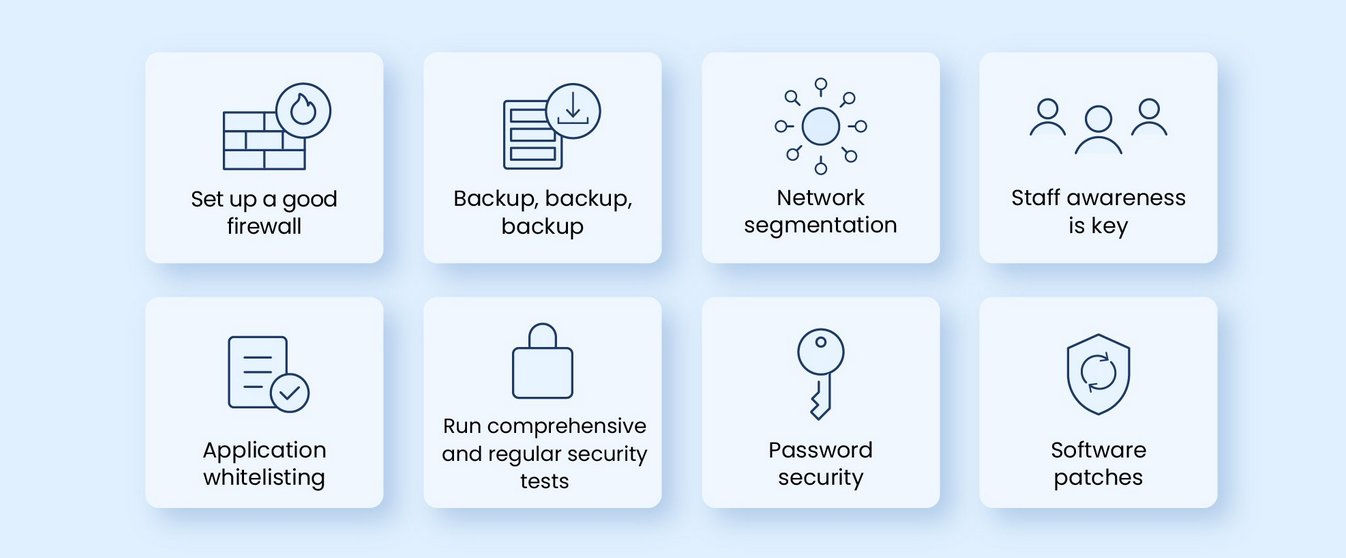 Set up a good
firewall
Backup, backup,
backup
Network
segmentation
Staff awareness
is key
Application
whitelisting
Run comprehensive
and regular security
tests
Password
security
Software
patches